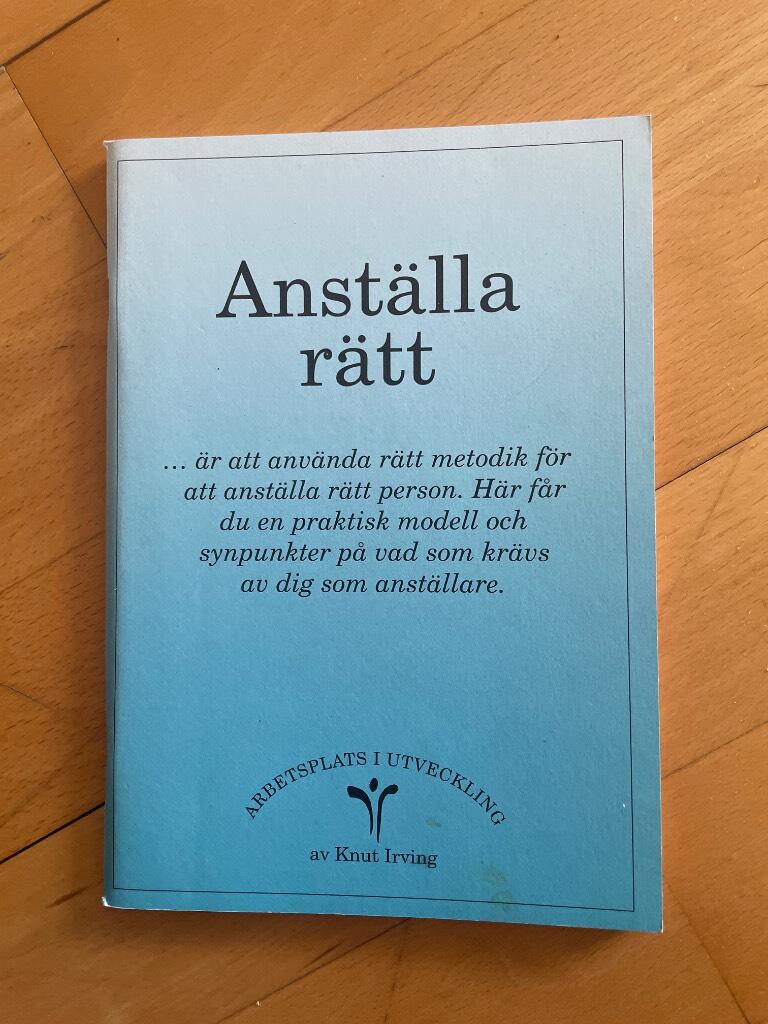 Anställa
rätt
... är att använda rätt metodik för
att anställa rätt person. Här får
du en praktisk modell och
synpunkter på vad som krävs
av dig som anställare.
ARBETSPLATS I UTVECKLING
av Knut Irving